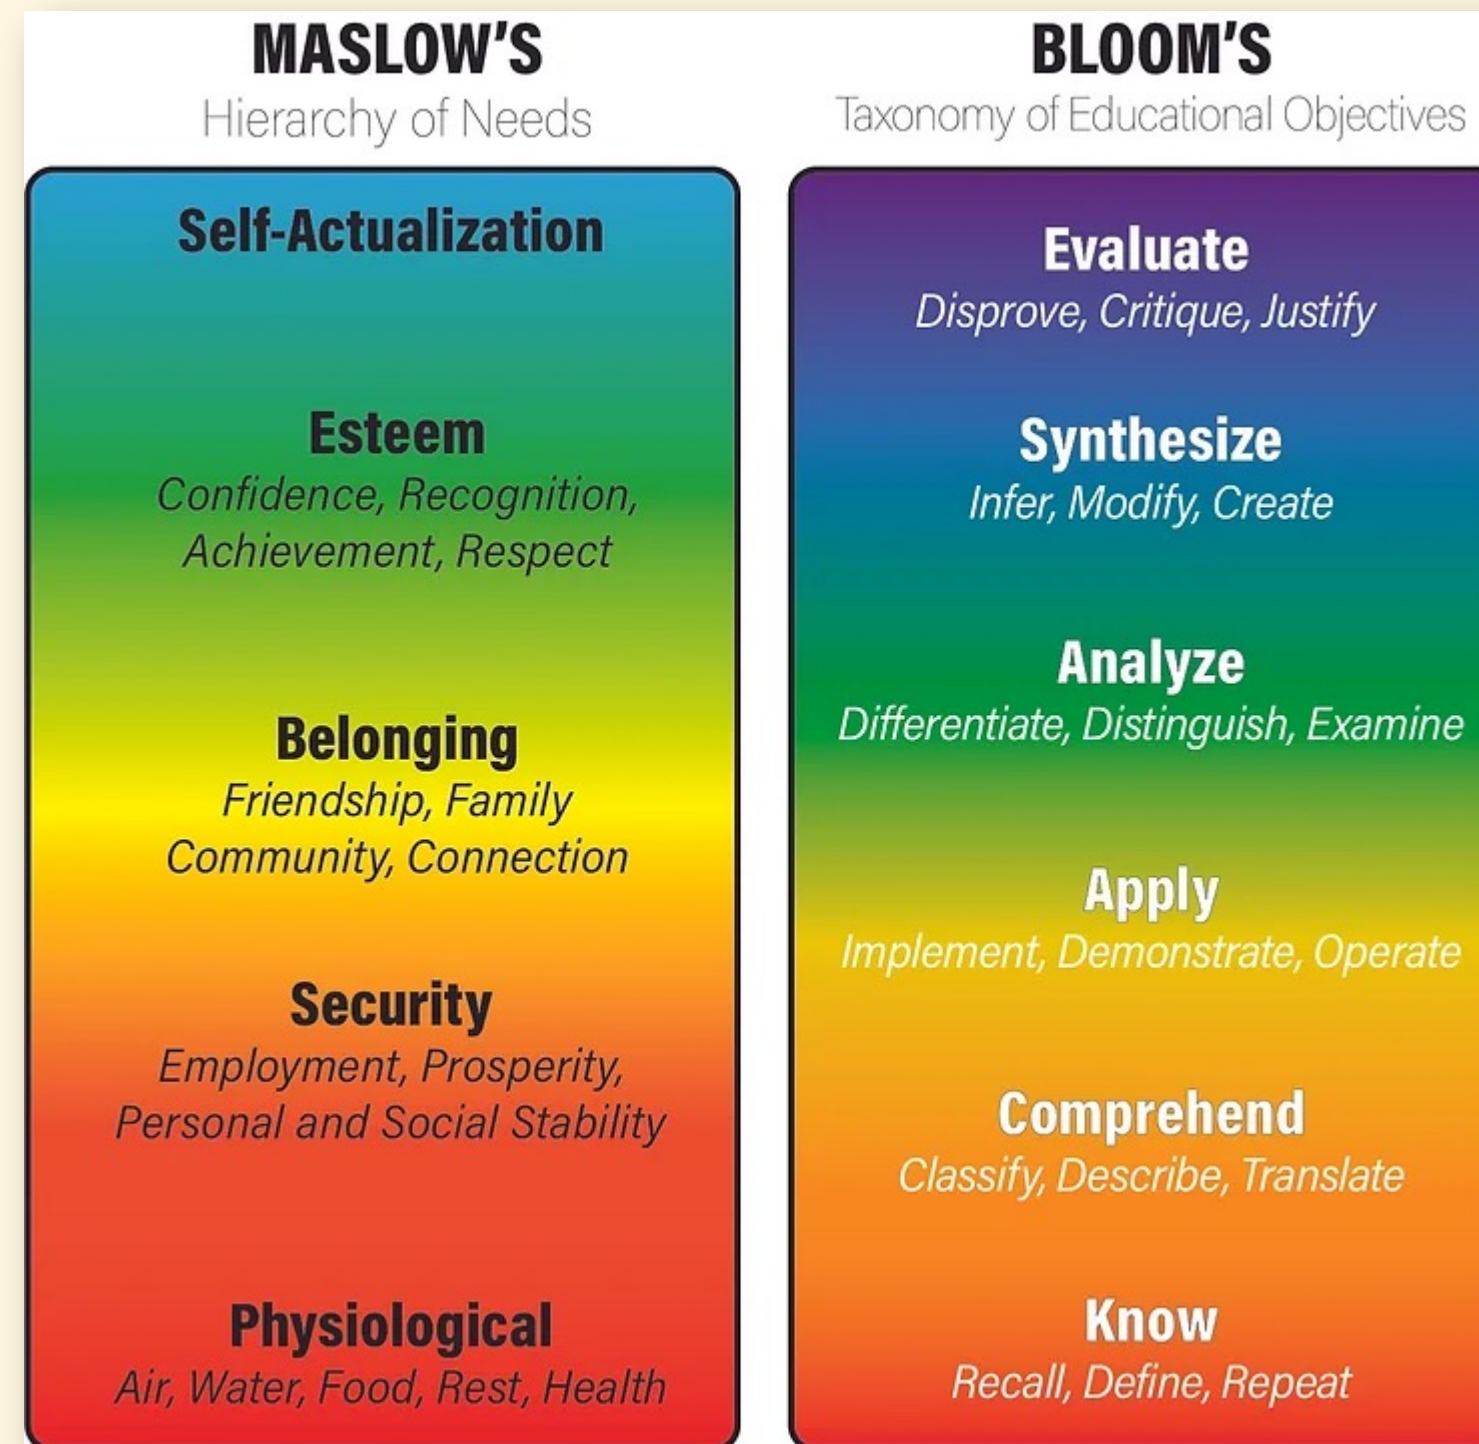 MASLOW'S
Hierarchy of Needs
Self-Actualization
Esteem
Confidence, Recognition,
Achievement, Respect
Belonging
Friendship, Family
Community, Connection
Security
Employment, Prosperity,
Personal and Social Stability
Physiological
Air, Water, Food, Rest, Health
BLOOM'S
Taxonomy of Educational Objectives
Evaluate
Disprove, Critique, Justify
Synthesize
Infer, Modify, Create
Analyze
Differentiate, Distinguish, Examine
Apply
Implement, Demonstrate, Operate
Comprehend
Classify, Describe, Translate
Know
Recall, Define, Repeat